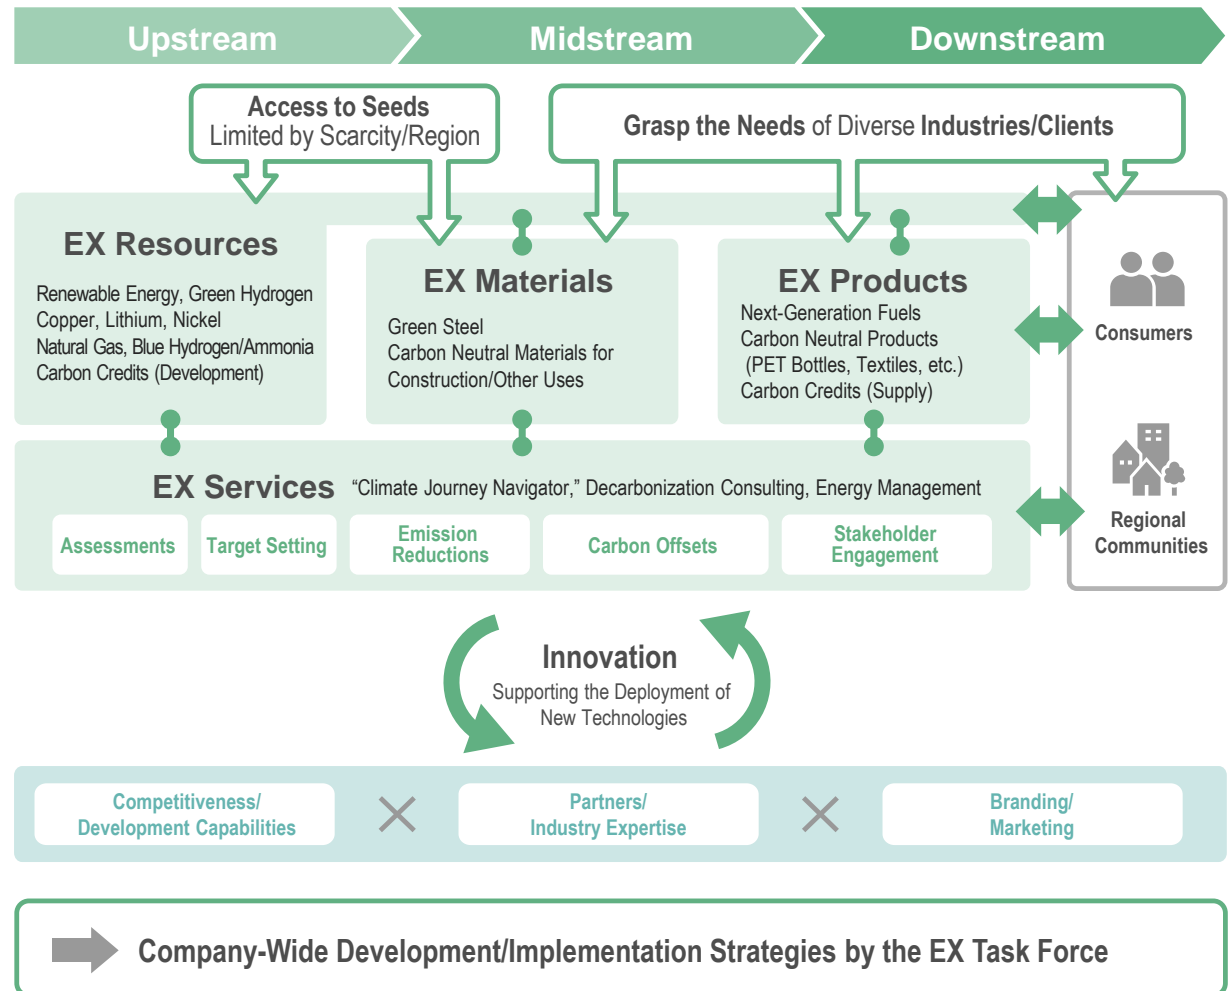 Upstream
Midstream
Downstream
Access to Seeds
Limited by Scarcity/Region
Grasp the Needs of Diverse Industries/Clients
EX Resources
Renewable Energy, Green Hydrogen
Copper, Lithium, Nickel
Natural Gas, Blue Hydrogen/Ammonia
Carbon Credits (Development)
EX Materials
Green Steel
Carbon Neutral Materials for
Construction/Other Uses
EX Products
Next-Generation Fuels
Carbon Neutral Products
(PET Bottles, Textiles, etc.)
Carbon Credits (Supply)
Consumers
Regional
Communities
EX Services “Climate Journey Navigator,” Decarbonization Consulting, Energy Management
Assessments
Target Setting
Emission
Reductions
Carbon Offsets
Stakeholder
Engagement
Innovation
Supporting the Deployment of
New Technologies
Competitiveness/
Development Capabilities
Partners/
Industry Expertise
Branding/
Marketing
Company-Wide Development/Implementation Strategies by the EX Task Force